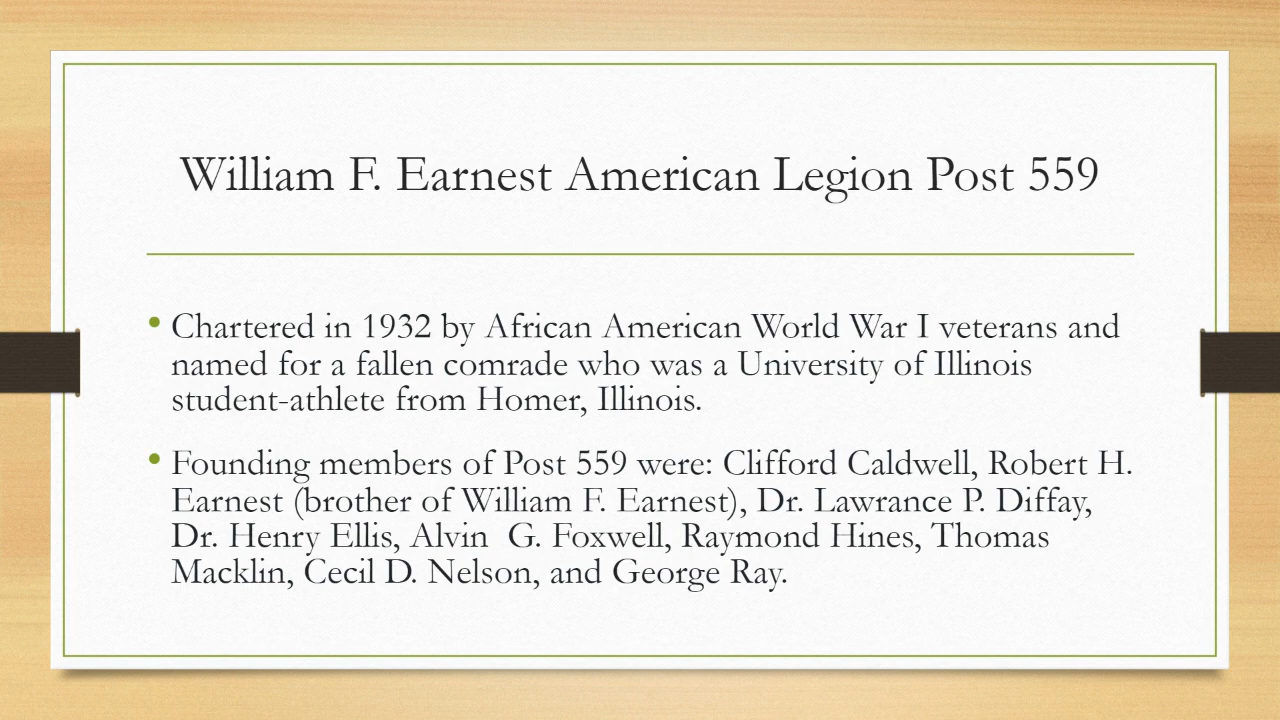 William F. Earnest American Legion Post 559
• Chartered in 1932 by African American World War I veterans and
named for a fallen comrade who was a University of Illinois
student-athlete from Homer, Illinois.
• Founding members of Post 559 were: Clifford Caldwell, Robert H.
Earnest (brother of William F. Earnest), Dr. Lawrance P. Diffay,
Dr. Henry Ellis, Alvin  G. Foxwell, Raymond Hines, Thomas
Macklin, Cecil D. Nelson, and George Ray.